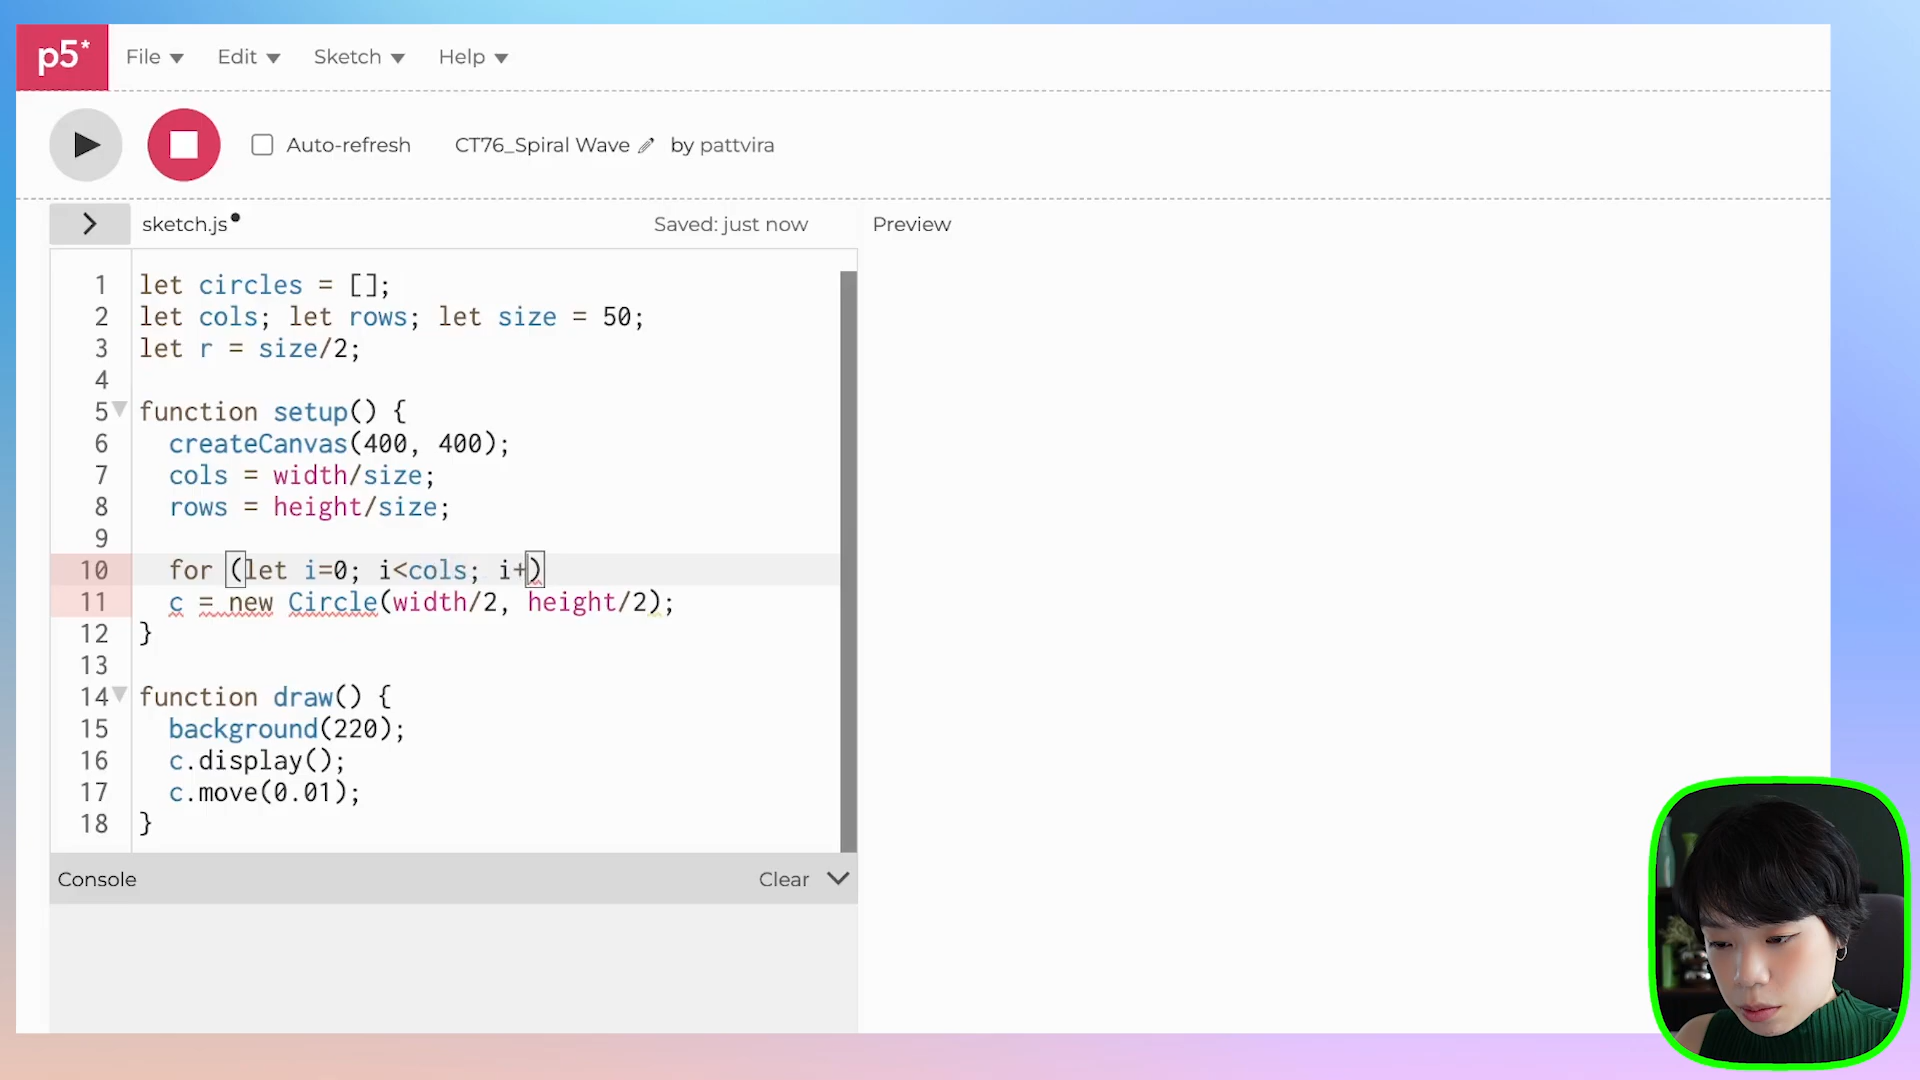 p5*
File Edit Sketch Help
Auto-refresh CT76_Spiral Wave by pattvira
sketch.js Saved: just now Preview
1 let circles = [];
2 let cols; let rows; let size = 50;
3 let r = size/2;
4
5 function setup() {
6 createCanvas(400, 400);
7 cols = width/size;
8 rows = height/size;
9
10 for (let i=0; i<cols; i+)
11 c = new Circle(width/2, height/2);
12 }
13
14 function draw() {
15 background(220);
16 c.display();
17 c.move(0.01);
18 }
Console Clear